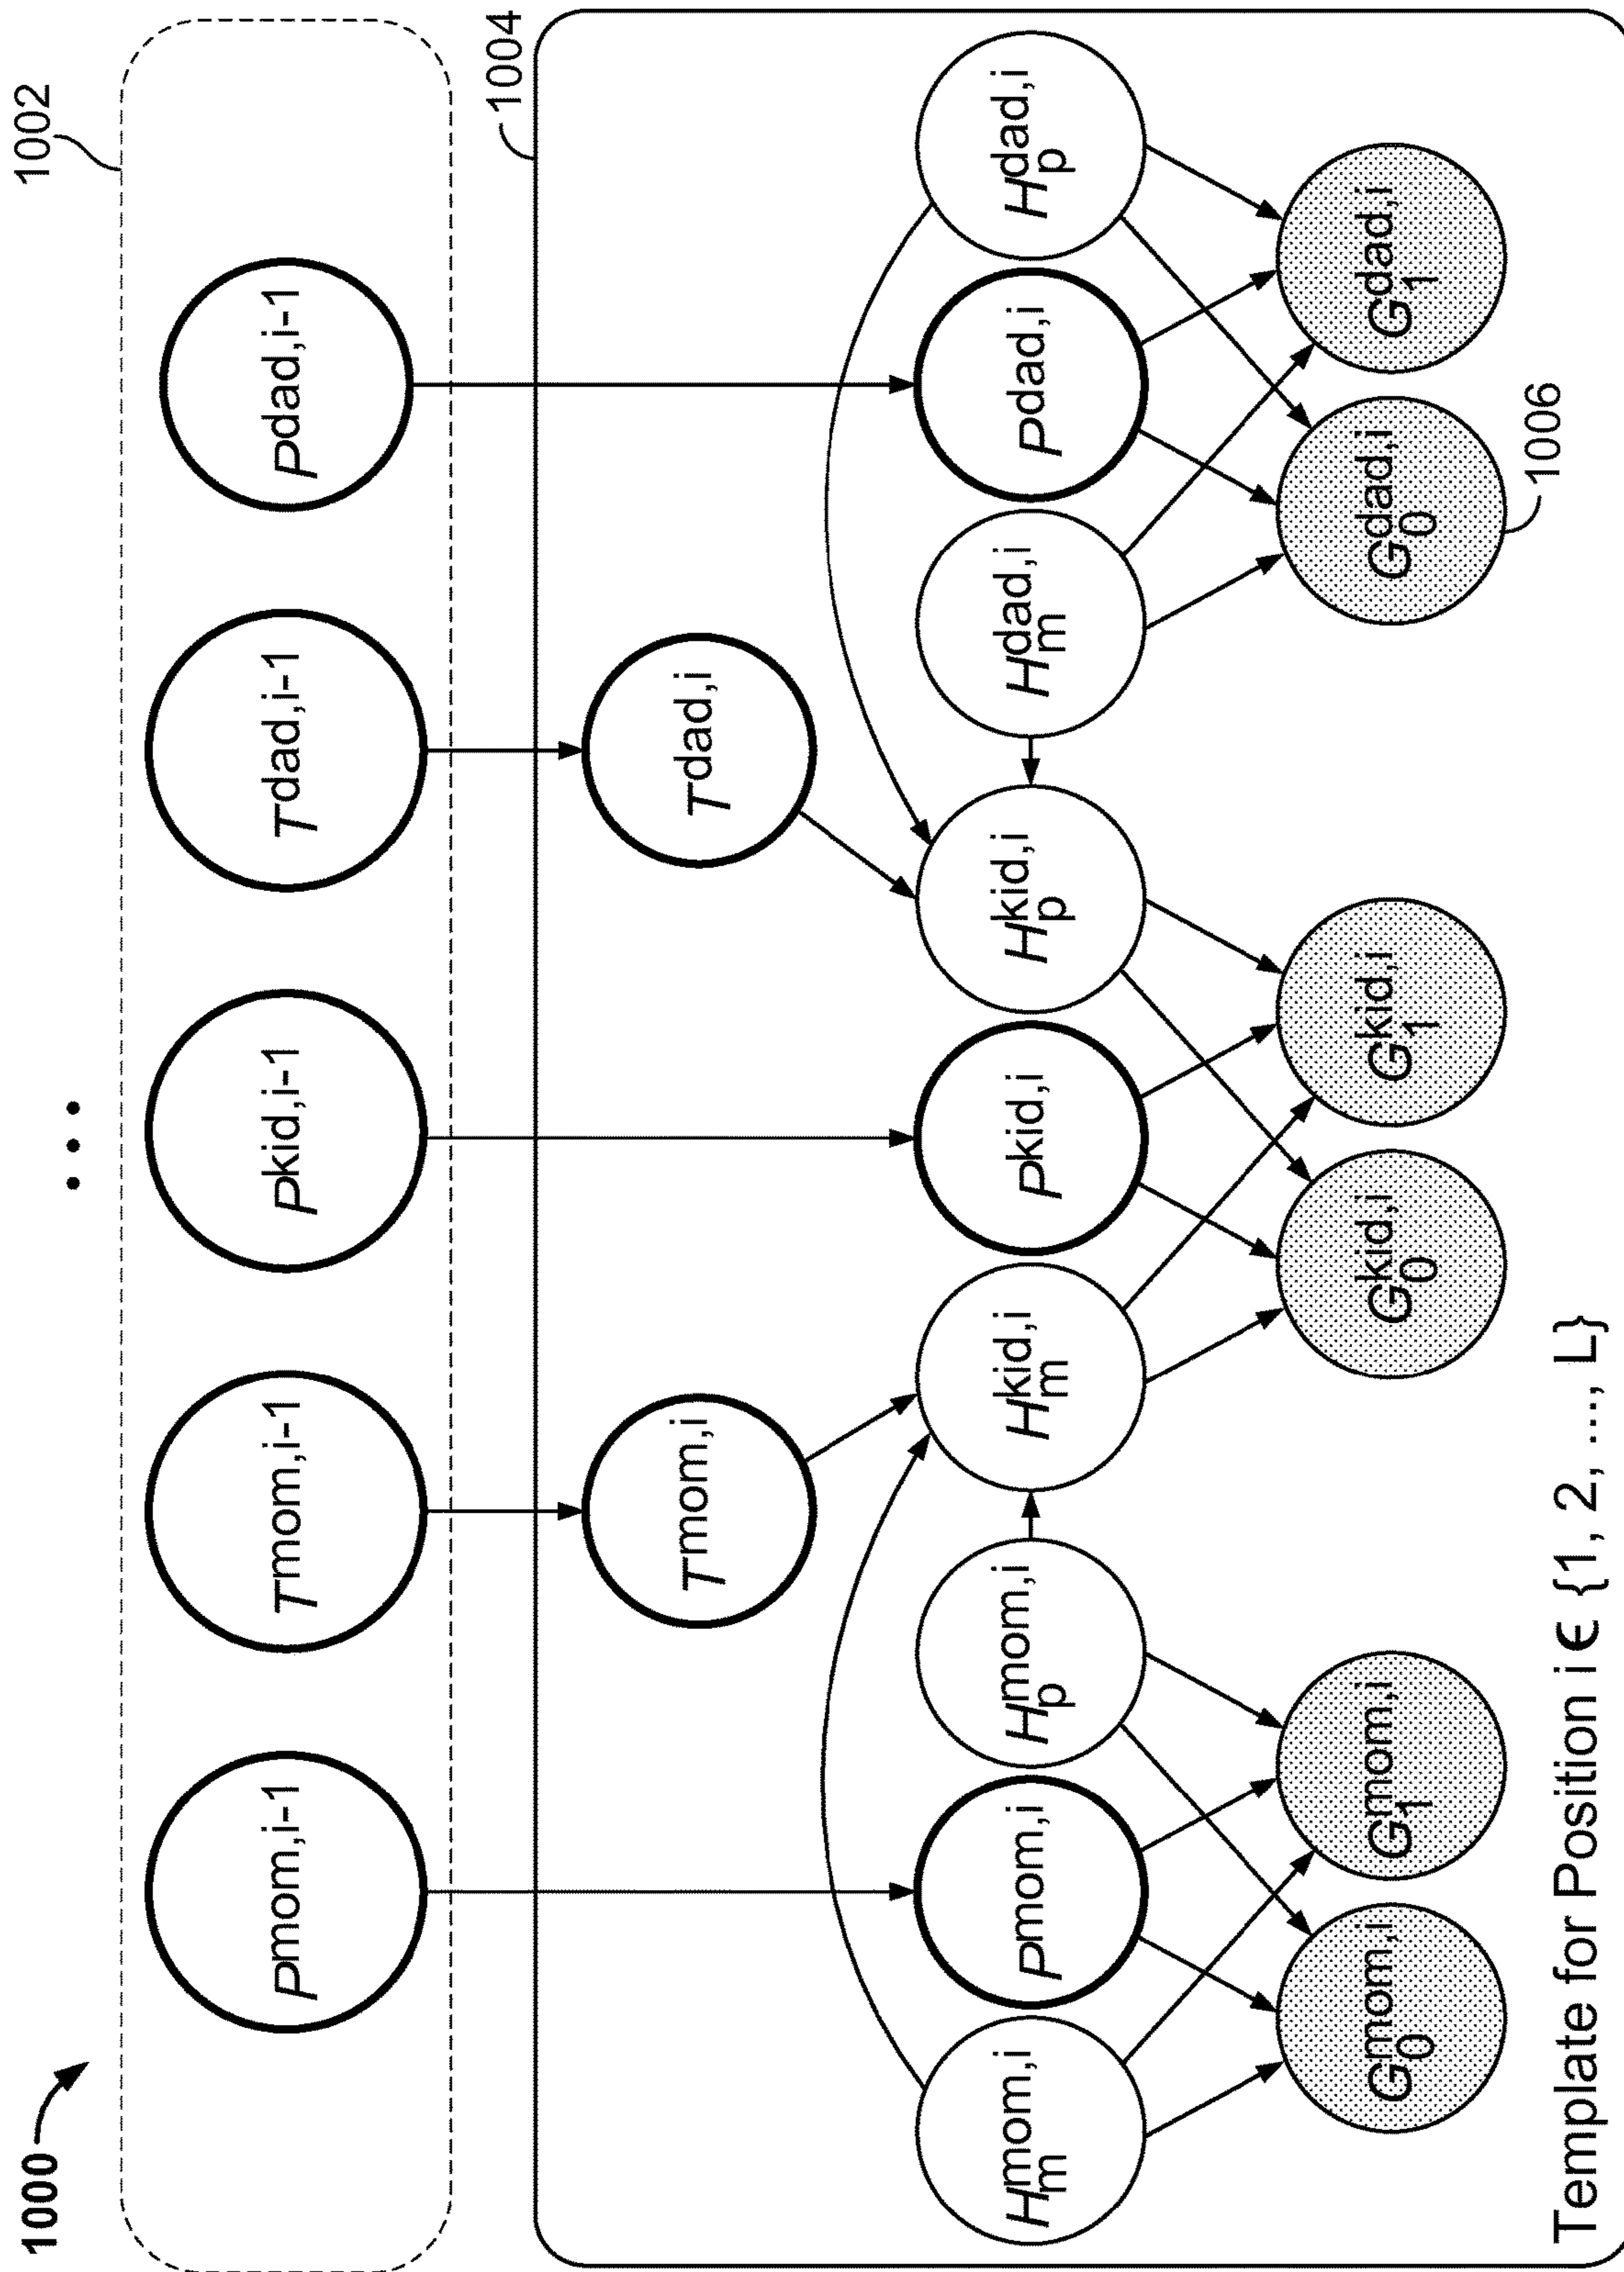 1000
1002
. . .
P^mom,i-1 T^mom,i-1 P^kid,i-1 T^dad,i-1 P^dad,i-1
1004
T^mom,i T^dad,i
H_m^mom,i P^mom,i H_p^mom,i H_m^kid,i P^kid,i H_p^kid,i H_m^dad,i P^dad,i H_p^dad,i
G_0^mom,i G_1^mom,i G_0^kid,i G_1^kid,i G_0^dad,i G_1^dad,i
1006
Template for Position i ϵ {1, 2, ..., L}